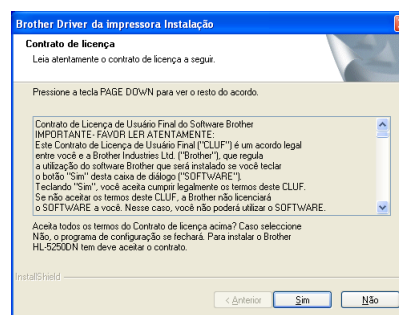 Brother Driver da impressora Instalação
Contrato de licença
Leia atentamente o contrato de licença a seguir.
Pressione a tecla PAGE DOWN para ver o resto do acordo.
Contrato de Licença de Usuário Final do Software Brother
IMPORTANTE- FAVOR LER ATENTAMENTE:
Este Contrato de Licença de Usuário Final ("CLUF") é um acordo legal
entre você e a Brother Industries Ltd. ("Brother"), que regula
a utilização do software Brother que será instalado se você teclar
o botão "Sim" desta caixa de diálogo ("SOFTWARE").
Teclando "Sim", você aceita cumprir legalmente os termos deste CLUF.
Se não aceitar os termos deste CLUF, a Brother não licenciará
o SOFTWARE a você. Nesse caso, você não poderá utilizar o SOFTWARE.
Aceita todos os termos do Contrato de licença acima? Caso seleccione
Não, o programa de configuração se fechará. Para instalar o Brother
HL-5250DN tem deve aceitar o contrato.
InstallShield
< Anterior Sim Não